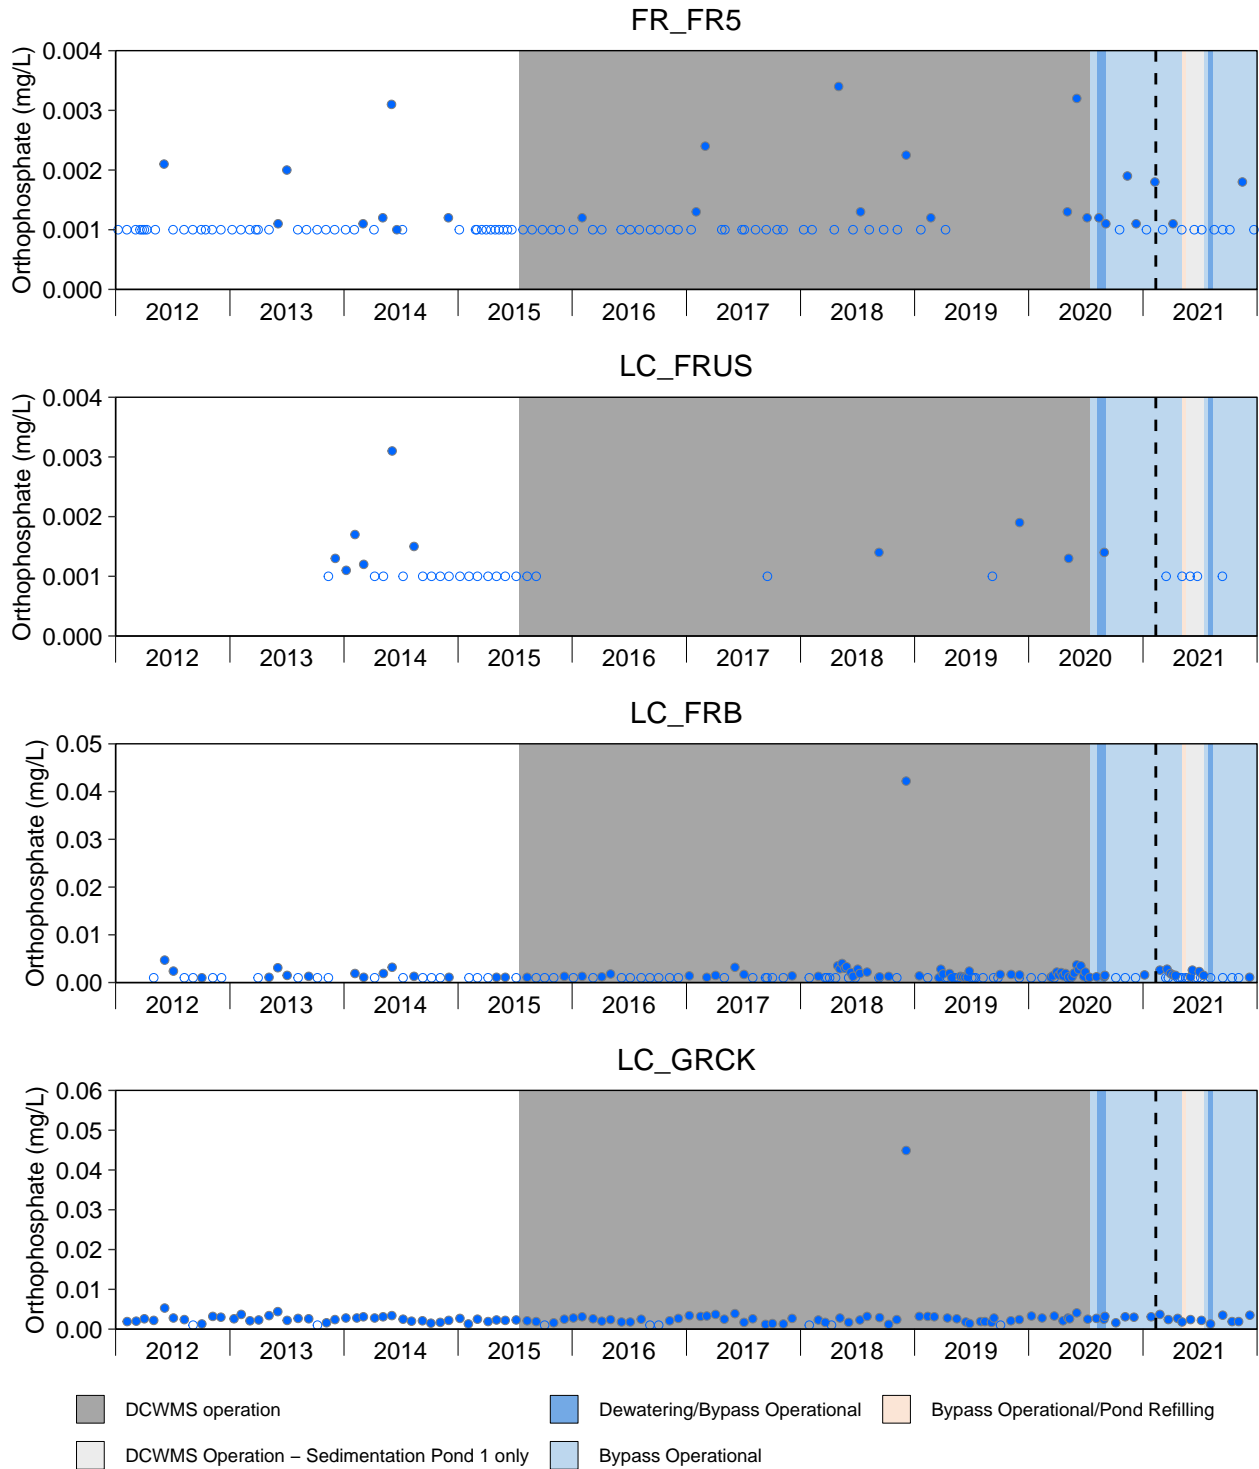 FR_FR5
Orthophosphate (mg/L)
0.004
0.003
0.002
0.001
0.000
2012 2013 2014 2015 2016 2017 2018 2019 2020 2021
LC_FRUS
Orthophosphate (mg/L)
0.004
0.003
0.002
0.001
0.000
2012 2013 2014 2015 2016 2017 2018 2019 2020 2021
LC_FRB
Orthophosphate (mg/L)
0.05
0.04
0.03
0.02
0.01
0.00
2012 2013 2014 2015 2016 2017 2018 2019 2020 2021
LC_GRCK
Orthophosphate (mg/L)
0.06
0.05
0.04
0.03
0.02
0.01
0.00
2012 2013 2014 2015 2016 2017 2018 2019 2020 2021
DCWMS operation
Dewatering/Bypass Operational
Bypass Operational/Pond Refilling
DCWMS Operation – Sedimentation Pond 1 only
Bypass Operational